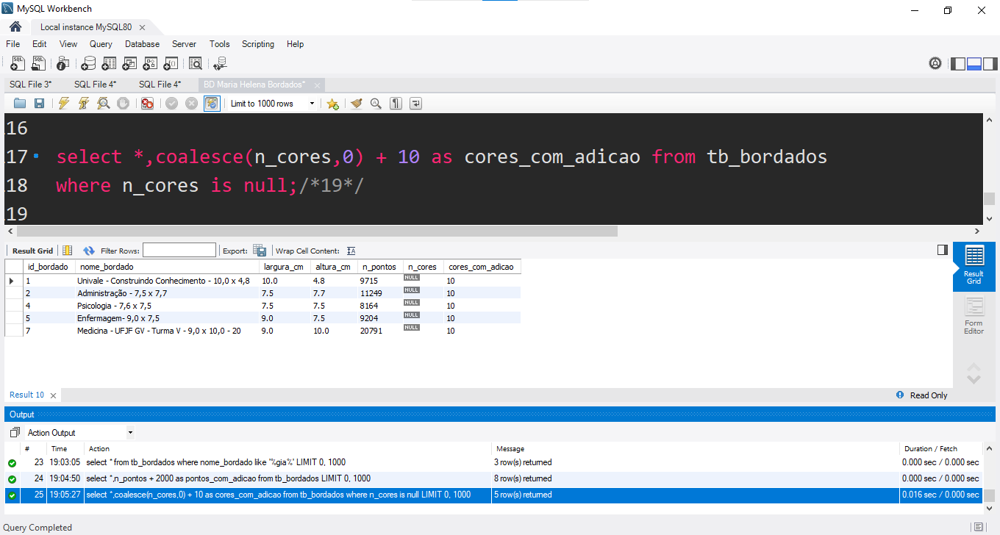 MySQL Workbench
Local instance MySQL80
File Edit View Query Database Server Tools Scripting Help
SQL File 3* SQL File 4* SQL File 4* BD Maria Helena Bordados*
Limit to 1000 rows
16
17 select *,coalesce(n_cores,0) + 10 as cores_com_adicao from tb_bordados
18 where n_cores is null;/*19*/
19
Result Grid Filter Rows: Export: Wrap Cell Content:
id_bordado nome_bordado largura_cm altura_cm n_pontos n_cores cores_com_adicao
1 Univale - Construindo Conhecimento - 10,0 x 4,8 10.0 4.8 9715 NULL 10
2 Administração - 7,5 x 7,7 7.5 7.7 11249 NULL 10
4 Psicologia - 7,6 x 7,5 7.5 7.5 8164 NULL 10
5 Enfermagem- 9,0 x 7,5 9.0 7.5 9204 NULL 10
7 Medicina - UFJF GV - Turma V - 9,0 x 10,0 - 20 9.0 10.0 20791 NULL 10
Result
Grid
Form
Editor
Result 10
Read Only
Output
Action Output
# Time Action Message Duration / Fetch
23 19:03:05 select * from tb_bordados where nome_bordado like '%gia%' LIMIT 0, 1000 3 row(s) returned 0.000 sec / 0.000 sec
24 19:04:50 select *,n_pontos + 2000 as pontos_com_adicao from tb_bordados LIMIT 0, 1000 8 row(s) returned 0.000 sec / 0.000 sec
25 19:05:27 select *,coalesce(n_cores,0) + 10 as cores_com_adicao from tb_bordados where n_cores is null LIMIT 0, 1000 5 row(s) returned 0.016 sec / 0.000 sec
Query Completed